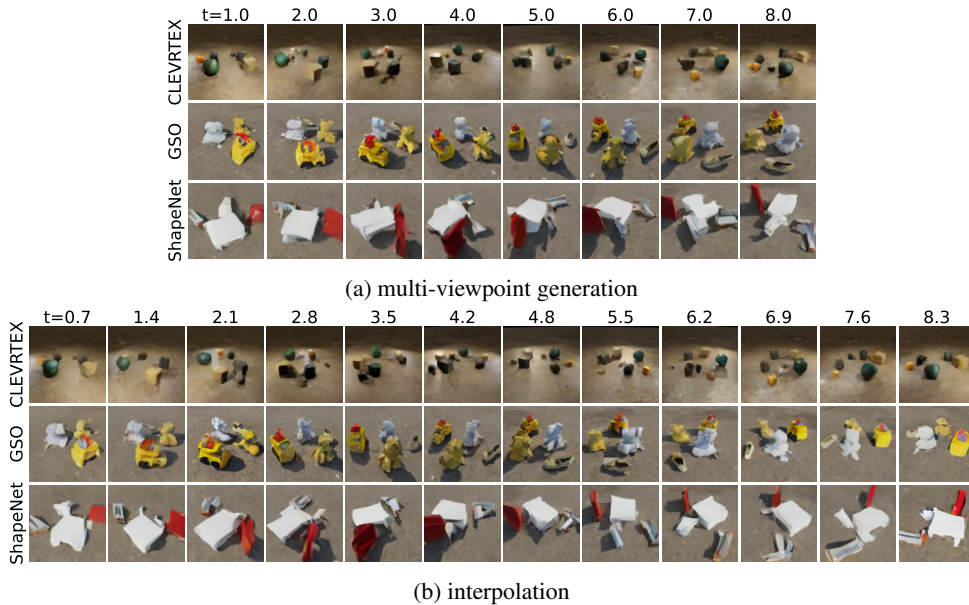 t=1.0 2.0 3.0 4.0 5.0 6.0 7.0 8.0
CLEVRTEX
GSO
ShapeNet
(a) multi-viewpoint generation
t=0.7 1.4 2.1 2.8 3.5 4.2 4.8 5.5 6.2 6.9 7.6 8.3
CLEVRTEX
GSO
ShapeNet
(b) interpolation